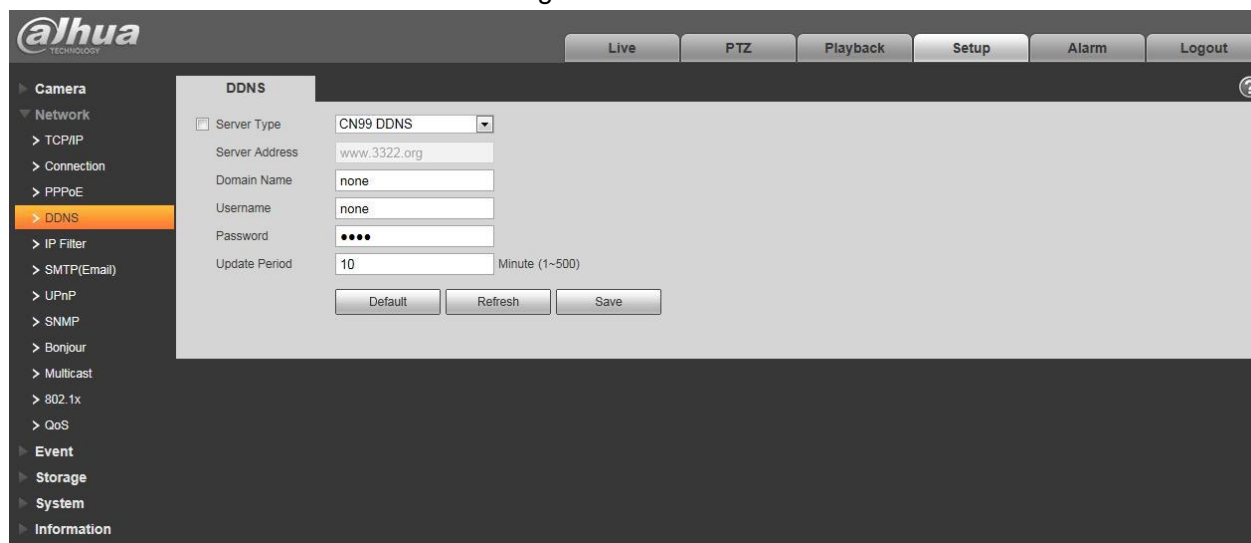 alhua
TECHNOLOGY
Live PTZ Playback Setup Alarm Logout
Camera
Network
> TCP/IP
> Connection
> PPPoE
> DDNS
> IP Filter
> SMTP(Email)
> UPnP
> SNMP
> Bonjour
> Multicast
> 802.1x
> QoS
Event
Storage
System
Information
DDNS
?
Server Type CN99 DDNS
Server Address www.3322.org
Domain Name none
Username none
Password ••••
Update Period 10 Minute (1~500)
Default Refresh Save